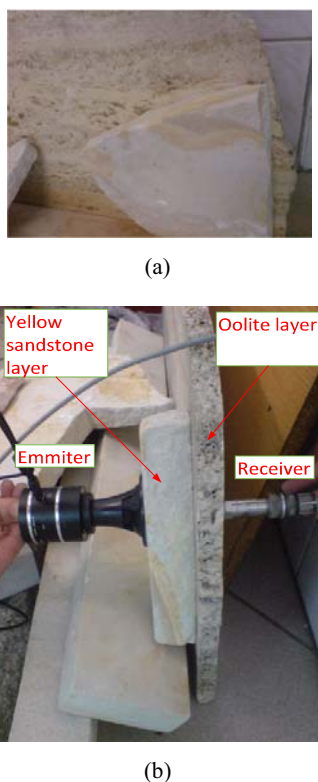 (a)
Yellow
sandstone
layer
Oolite layer
Emmiter
Receiver
(b)